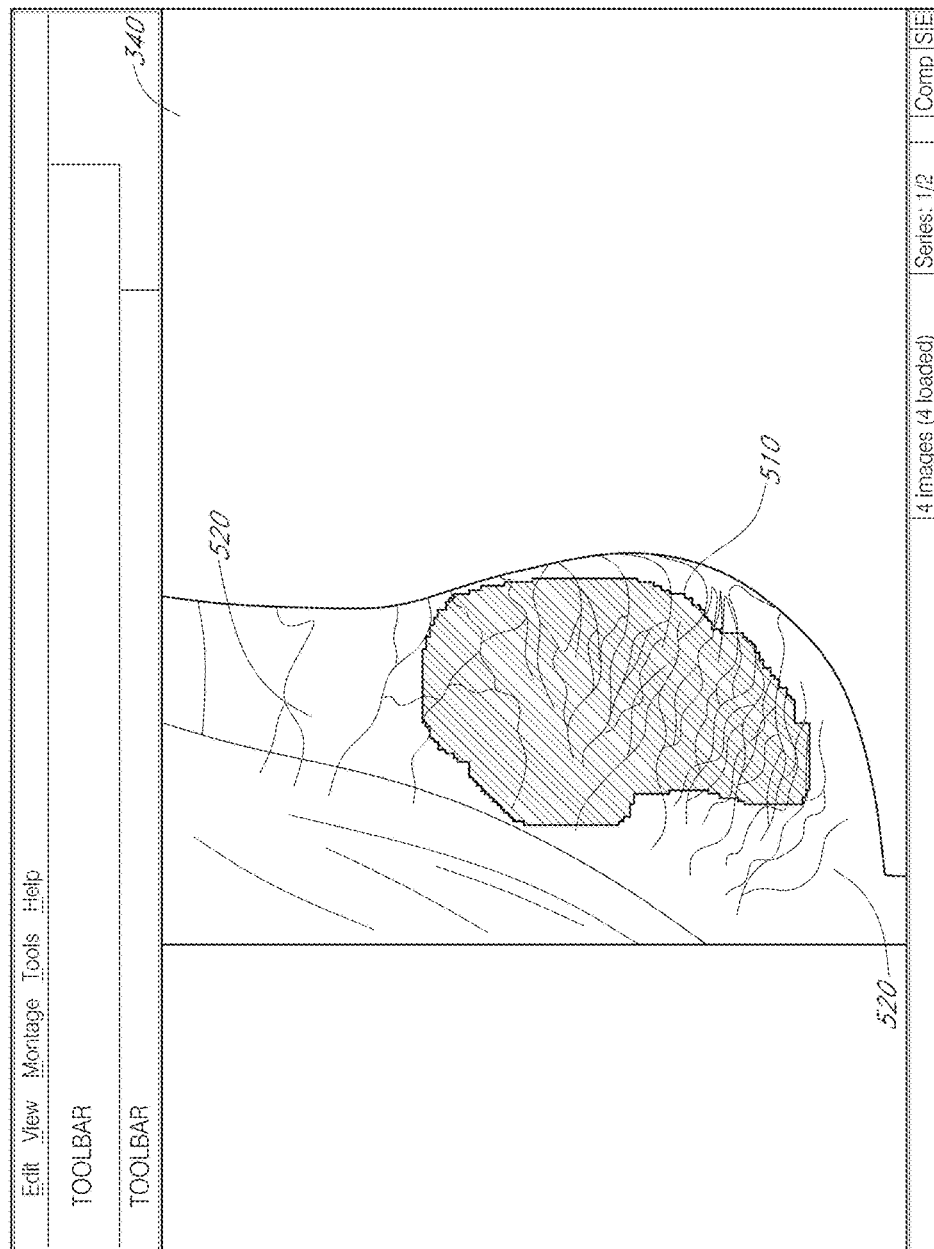 Edit View Montage Tools Help
TOOLBAR
TOOLBAR
340
520
510
520
4 images (4 loaded) Series: 1/2 Comp SIE